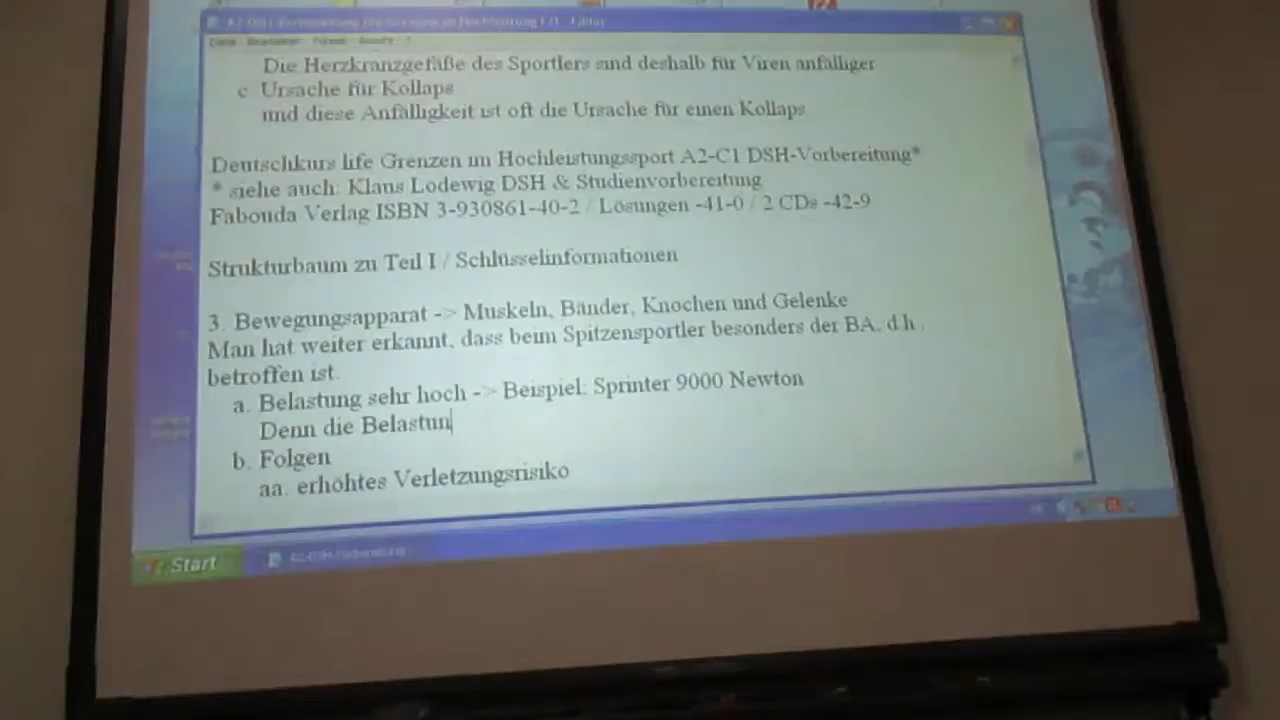 Die Herzkranzgefäße des Sportlers sind deshalb für Viren anfälliger
c. Ursache für Kollaps
und diese Anfälligkeit ist oft die Ursache für einen Kollaps
Deutschkurs life Grenzen im Hochleistungssport A2-C1 DSH-Vorbereitung*
* siehe auch: Klaus Lodewig DSH & Studienvorbereitung
Fabouda Verlag ISBN 3-930861-40-2 / Lösungen -41-0 / 2 CDs -42-9
Strukturbaum zu Teil I / Schlüsselinformationen
3. Bewegungsapparat -> Muskeln, Bänder, Knochen und Gelenke
Man hat weiter erkannt, dass beim Spitzensportler besonders der BA, d.h.,
betroffen ist.
a. Belastung sehr hoch -> Beispiel: Sprinter 9000 Newton
Denn die Belastun
b. Folgen
aa. erhöhtes Verletzungsrisiko
Start